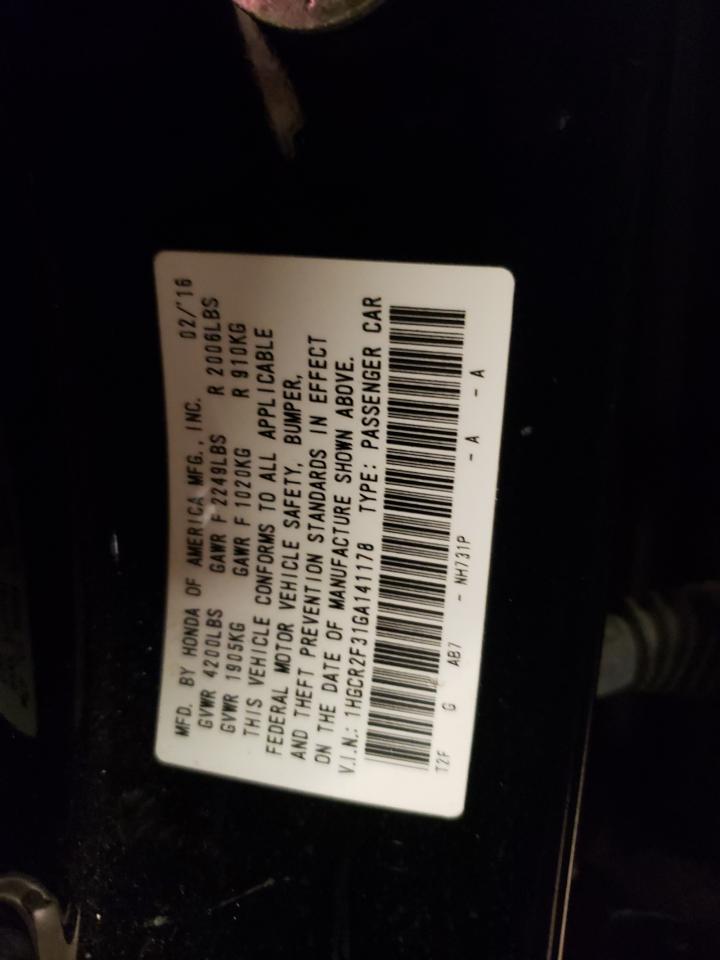 MFD. BY HONDA OF AMERICA MFG., INC. 02/'16
GVWR 4200LBS GAWR F 2249LBS R 2006LBS
GVWR 1905KG GAWR F 1020KG R 910KG
THIS VEHICLE CONFORMS TO ALL APPLICABLE
FEDERAL MOTOR VEHICLE SAFETY, BUMPER,
AND THEFT PREVENTION STANDARDS IN EFFECT
ON THE DATE OF MANUFACTURE SHOWN ABOVE.
V.I.N.: 1HGCR2F31GA141178 TYPE: PASSENGER CAR
T2F G AB7 - NH731P - A - A